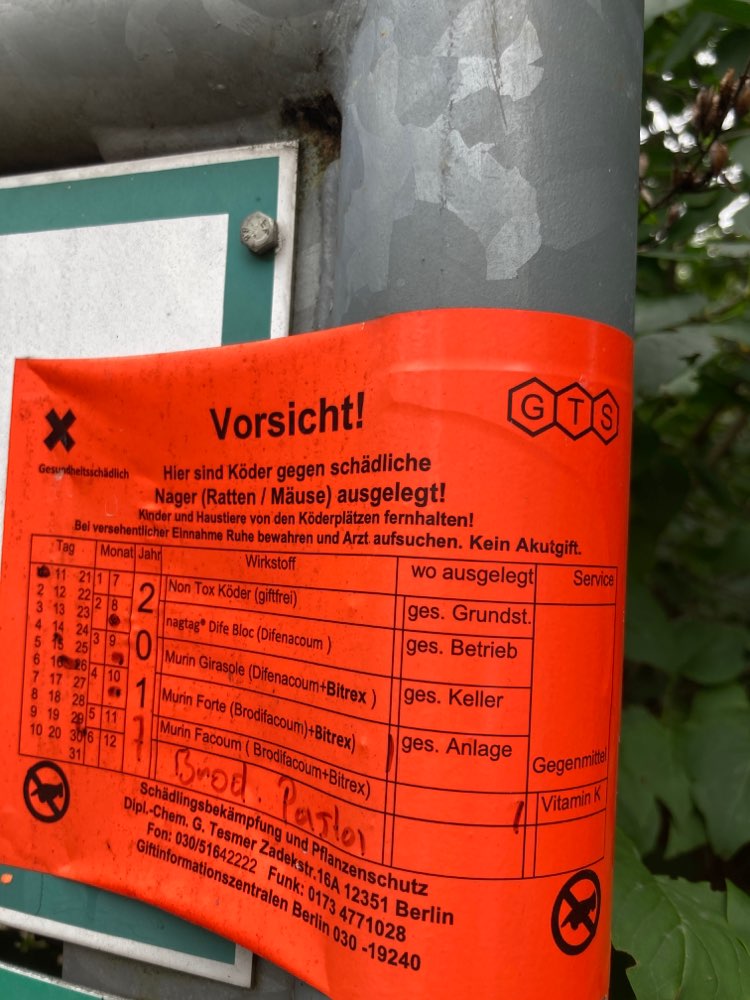 Vorsicht!
GTS
Gesundheitsschädlich
Hier sind Köder gegen schädliche
Nager (Ratten / Mäuse) ausgelegt!
Kinder und Haustiere von den Köderplätzen fernhalten!
Bei versehentlicher Einnahme Ruhe bewahren und Arzt aufsuchen. Kein Akutgift.
Tag Monat Jahr Wirkstoff wo ausgelegt Service
11 21 1 7
2 12 22 2 8
3 13 23
4 14 24 3 9
5 15 25
6 16 26 4 10
7 17 27
8 18 28
9 19 29 5 11
10 20 30 6 12
31
2
0
1
7
Non Tox Köder (giftfrei) ges. Grundst.
nagtag® Dife Bloc (Difenacoum ) ges. Betrieb
Murin Girasole (Difenacoum+Bitrex ) ges. Keller
Murin Forte (Brodifacoum)+Bitrex) ges. Anlage
Murin Facoum ( Brodifacoum+Bitrex) Gegenmittel
Brod. Pasta Vitamin K
Schädlingsbekämpfung und Pflanzenschutz
Dipl.-Chem. G. Tesmer Zadekstr.16A 12351 Berlin
Fon: 030/51642222 Funk: 0173 4771028
Giftinformationszentralen Berlin 030 -19240